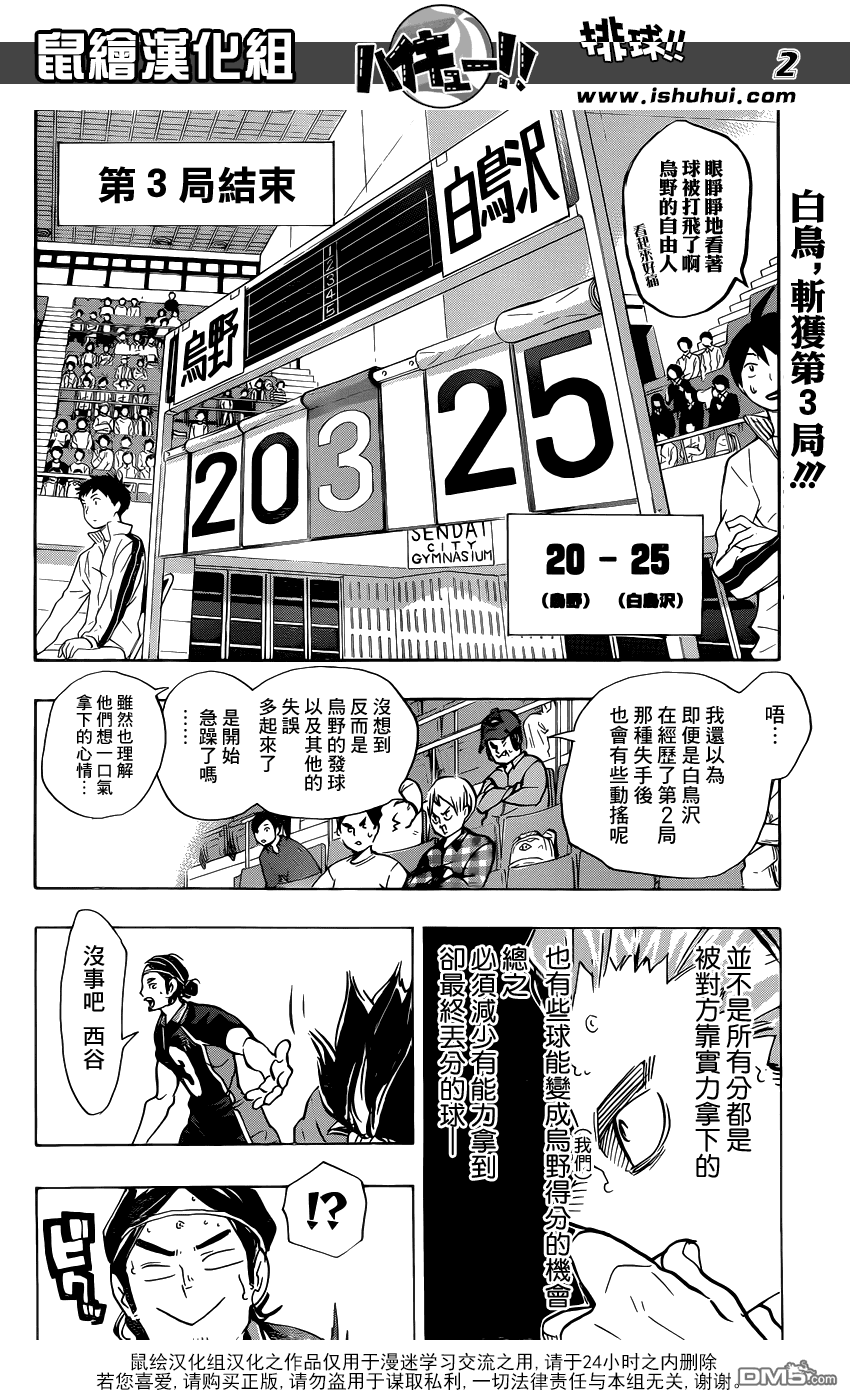 鼠繪漢化組
ハイキュー!!
排球!!
2
www.ishuhui.com
白鳥，斬獲第3局!!!
眼睜睜地看著
球被打飛了啊
烏野的自由人
看起來好痛
第3局結束
白鳥沢
1
2
3
4
5
烏野
20
3
25
SENDAI
CITY
GYMNASIUM
20 - 25
（烏野）（白鳥沢）
唔…
我還以為
即便是白鳥沢
在經歷了第2局
那種失手後
也會有些動搖呢
沒想到
反而是
烏野的發球
以及其他的
失誤
多起來了
是開始
急躁了嗎
……
雖然也理解
他們想一口氣
拿下的心情…
並不是所有分都是
被對方靠實力拿下的
也有些球能變成烏野得分的機會
（我們）
總之
必須減少有能力拿到
卻最終丟分的球—
沒事吧 西谷
!?
鼠绘汉化组汉化之作品仅用于漫迷学习交流之用, 请于24小时之内删除
若您喜爱, 请购买正版, 请勿用于谋取私利, 一切法律责任与本组无关, 谢谢。
DM5.com